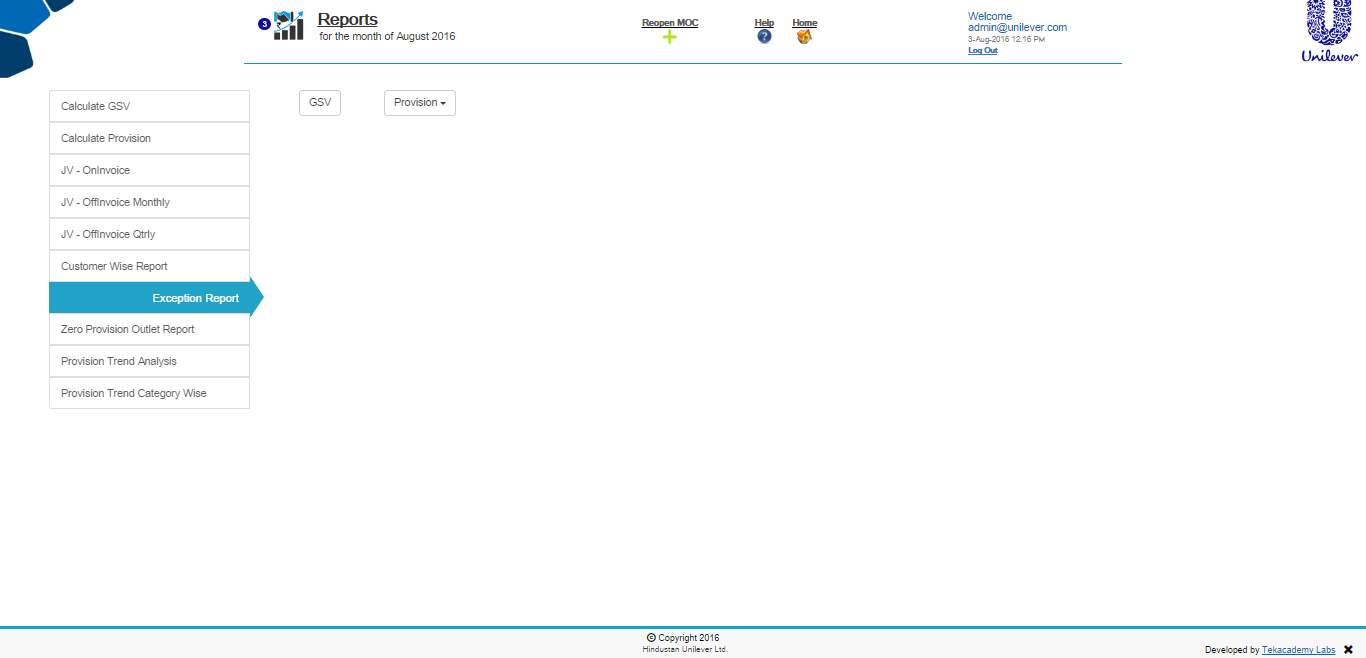 3
Reports
for the month of August 2016
Reopen MOC
Help
Home
Welcome
admin@unilever.com
3-Aug-2016 12.16 PM
Log Out
Unilever
Calculate GSV
Calculate Provision
JV - OnInvoice
JV - OffInvoice Monthly
JV - OffInvoice Qtrly
Customer Wise Report
Exception Report
Zero Provision Outlet Report
Provision Trend Analysis
Provision Trend Category Wise
GSV
Provision
© Copyright 2016
Hindustan Unilever Ltd.
Developed by Tekacademy Labs